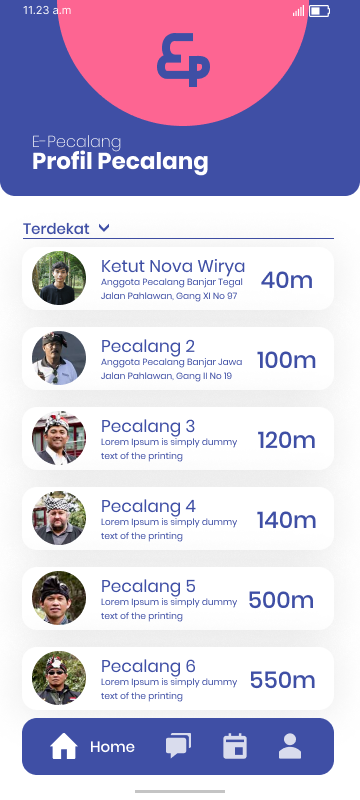 11.23 a.m
Ep
E-Pecalang
Profil Pecalang
Terdekat
Ketut Nova Wirya
Anggota Pecalang Banjar Tegal
Jalan Pahlawan, Gang XI No 97
40m
Pecalang 2
Anggota Pecalang Banjar Jawa
Jalan Pahlawan, Gang II No 19
100m
Pecalang 3
Lorem Ipsum is simply dummy
text of the printing
120m
Pecalang 4
Lorem Ipsum is simply dummy
text of the printing
140m
Pecalang 5
Lorem Ipsum is simply dummy
text of the printing
500m
Pecalang 6
Lorem Ipsum is simply dummy
text of the printing
550m
Home